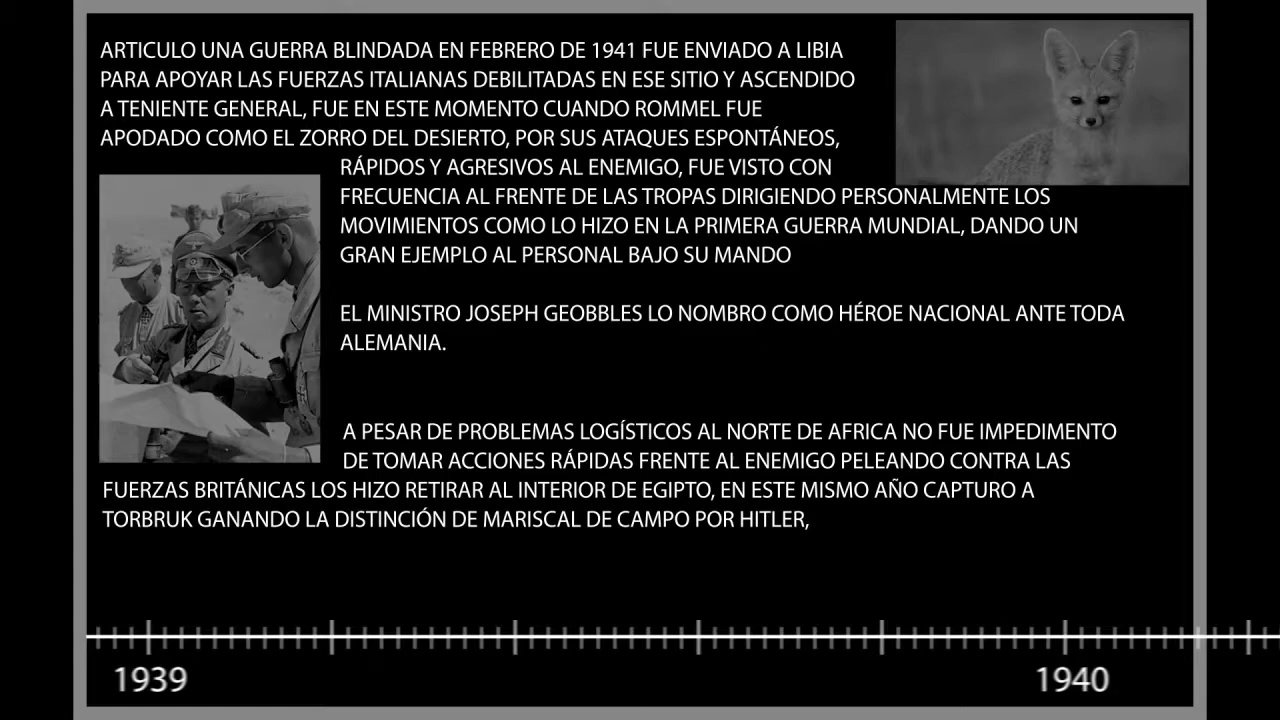 ARTICULO UNA GUERRA BLINDADA EN FEBRERO DE 1941 FUE ENVIADO A LIBIA
PARA APOYAR LAS FUERZAS ITALIANAS DEBILITADAS EN ESE SITIO Y ASCENDIDO
A TENIENTE GENERAL, FUE EN ESTE MOMENTO CUANDO ROMMEL FUE
APODADO COMO EL ZORRO DEL DESIERTO, POR SUS ATAQUES ESPONTÁNEOS,
RÁPIDOS Y AGRESIVOS AL ENEMIGO, FUE VISTO CON
FRECUENCIA AL FRENTE DE LAS TROPAS DIRIGIENDO PERSONALMENTE LOS
MOVIMIENTOS COMO LO HIZO EN LA PRIMERA GUERRA MUNDIAL, DANDO UN
GRAN EJEMPLO AL PERSONAL BAJO SU MANDO
EL MINISTRO JOSEPH GEOBBLES LO NOMBRO COMO HÉROE NACIONAL ANTE TODA
ALEMANIA.
A PESAR DE PROBLEMAS LOGÍSTICOS AL NORTE DE AFRICA NO FUE IMPEDIMENTO
DE TOMAR ACCIONES RÁPIDAS FRENTE AL ENEMIGO PELEANDO CONTRA LAS
FUERZAS BRITÁNICAS LOS HIZO RETIRAR AL INTERIOR DE EGIPTO, EN ESTE MISMO AÑO CAPTURO A
TORBRUK GANANDO LA DISTINCIÓN DE MARISCAL DE CAMPO POR HITLER,
1939
1940